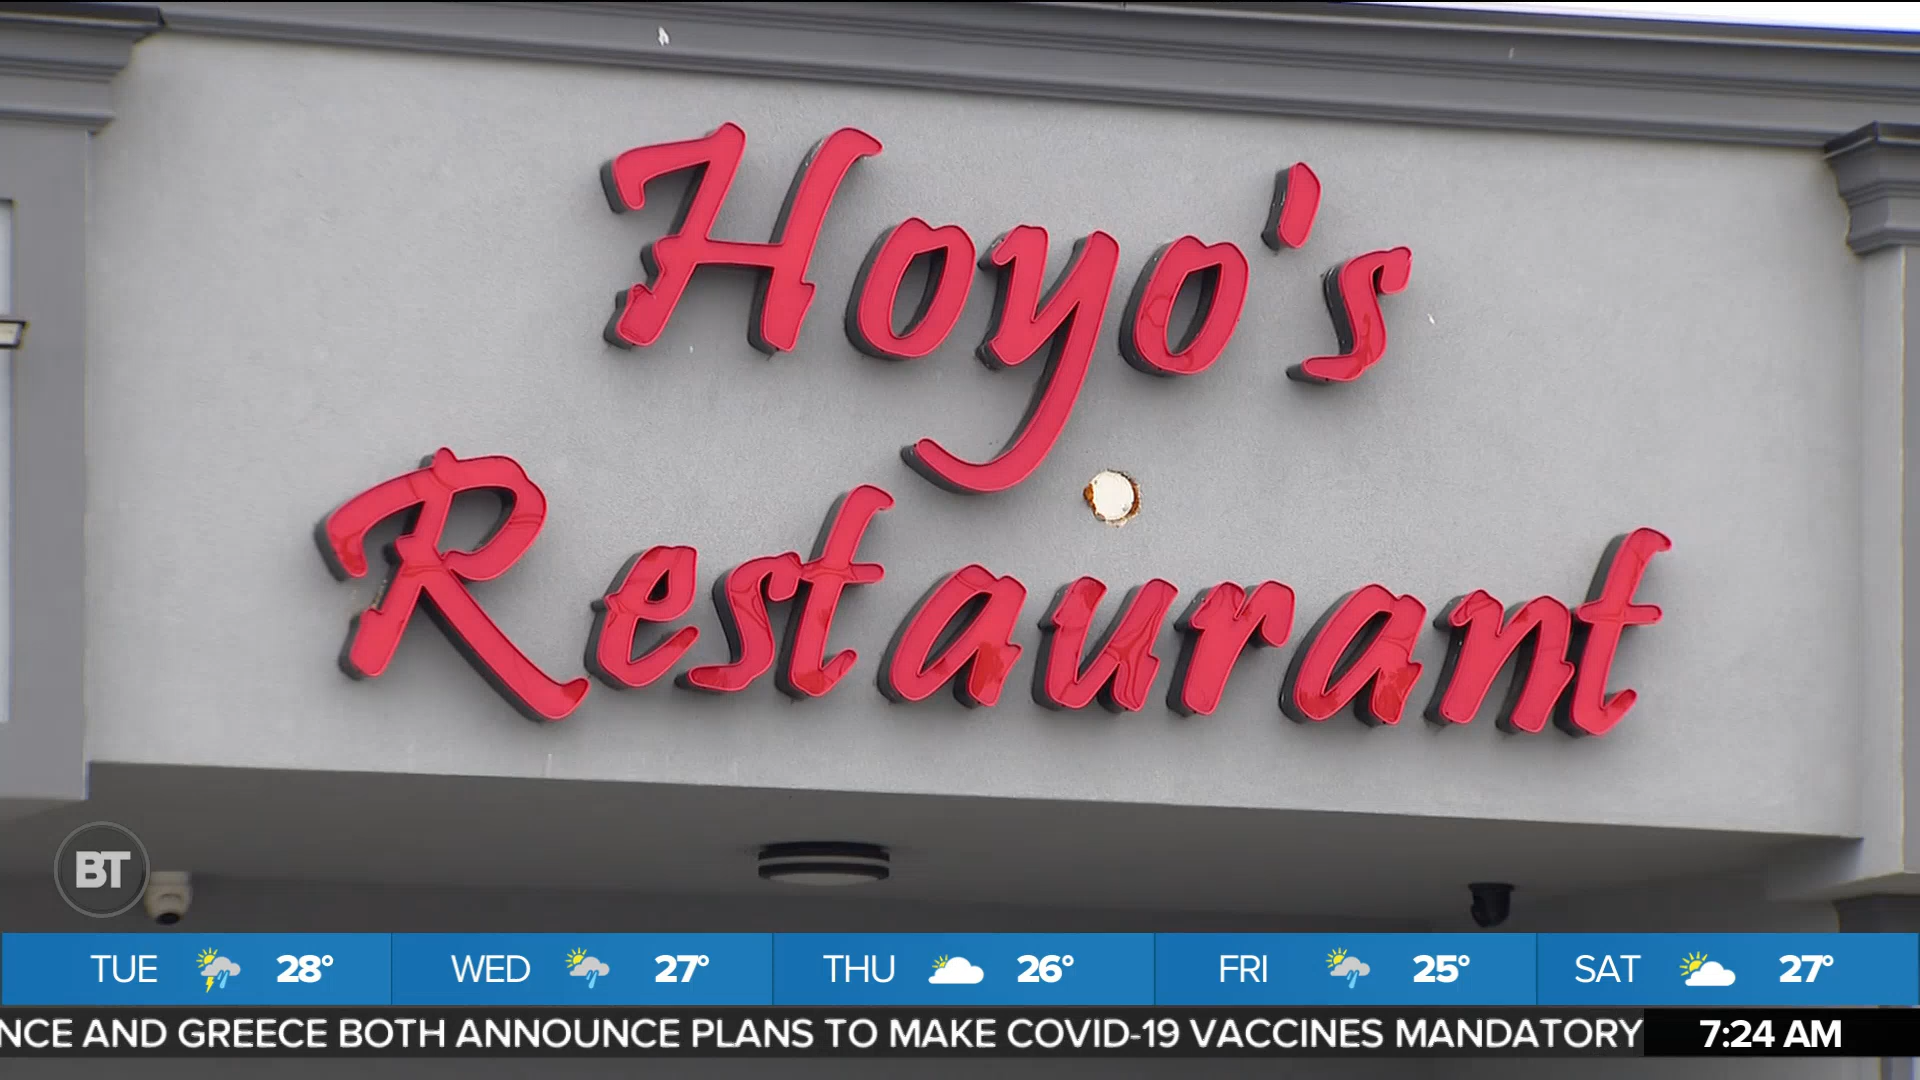 Hoyo's
Restaurant
BT
TUE 28° WED 27° THU 26° FRI 25° SAT 27°
NCE AND GREECE BOTH ANNOUNCE PLANS TO MAKE COVID-19 VACCINES MANDATORY 7:24 AM